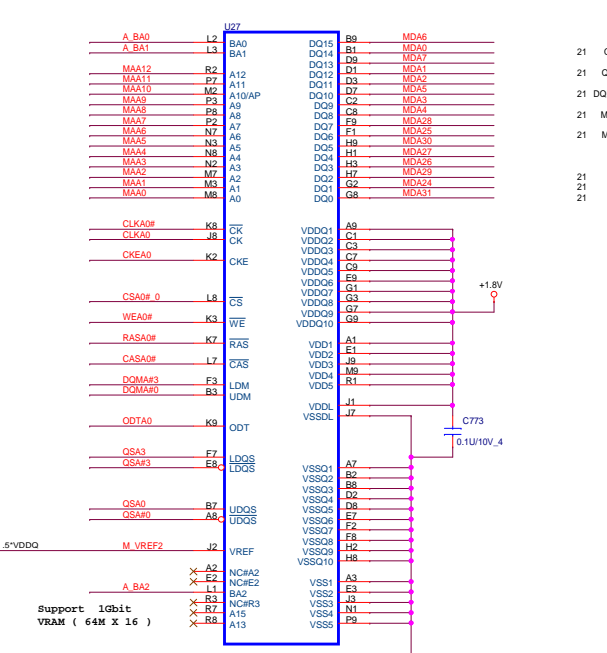 U27
A_BA0 L2 BA0
A_BA1 L3 BA1
MAA12 R2 A12
MAA11 P7 A11
MAA10 M2 A10/AP
MAA9 P3 A9
MAA8 P8 A8
MAA7 P2 A7
MAA6 N7 A6
MAA5 N3 A5
MAA4 N8 A4
MAA3 N2 A3
MAA2 M7 A2
MAA1 M3 A1
MAA0 M8 A0
CLKA0# K8 CK
CLKA0 J8 CK
CKEA0 K2 CKE
CSA0#_0 L8 CS
WEA0# K3 WE
RASA0# K7 RAS
CASA0# L7 CAS
DQMA#3 F3 LDM
DQMA#0 B3 UDM
ODTA0 K9 ODT
QSA3 F7 LDQS
QSA#3 E8 LDQS
QSA0 B7 UDQS
QSA#0 A8 UDQS
.5*VDDQ M_VREF2 J2 VREF
A2 NC#A2
E2 NC#E2
A_BA2 L1 BA2
R3 NC#R3
R7 A15
R8 A13
Support 1Gbit
VRAM ( 64M X 16 )
DQ15 B9 MDA6
DQ14 B1 MDA0
DQ13 D9 MDA7
DQ12 D1 MDA1
DQ11 D3 MDA2
DQ10 D7 MDA5
DQ9 C2 MDA3
DQ8 C8 MDA4
DQ7 F9 MDA28
DQ6 F1 MDA25
DQ5 H9 MDA30
DQ4 H1 MDA27
DQ3 H3 MDA26
DQ2 H7 MDA29
DQ1 G2 MDA24
DQ0 G8 MDA31
VDDQ1 A9
VDDQ2 C1
VDDQ3 C3
VDDQ4 C7
VDDQ5 C9
VDDQ6 E9
VDDQ7 G1
VDDQ8 G3
VDDQ9 G7
VDDQ10 G9
+1.8V
VDD1 A1
VDD2 E1
VDD3 J9
VDD4 M9
VDD5 R1
VDDL J1
VSSDL J7
C773
0.1U/10V_4
VSSQ1 A7
VSSQ2 B2
VSSQ3 B8
VSSQ4 D2
VSSQ5 D8
VSSQ6 E7
VSSQ7 F2
VSSQ8 F8
VSSQ9 H2
VSSQ10 H8
VSS1 A3
VSS2 E3
VSS3 J3
VSS4 N1
VSS5 P9
21
21 Q
21 DQ
21 M
21 M
21
21
21